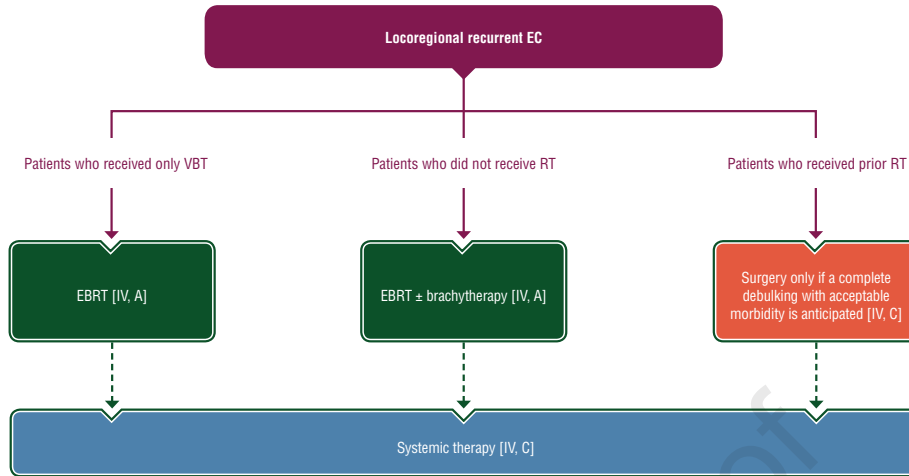 Locoregional recurrent EC
Patients who received only VBT
Patients who did not receive RT
Patients who received prior RT
EBRT [IV, A]
EBRT ± brachytherapy [IV, A]
Surgery only if a complete
debulking with acceptable
morbidity is anticipated [IV, C]
Systemic therapy [IV, C]
of